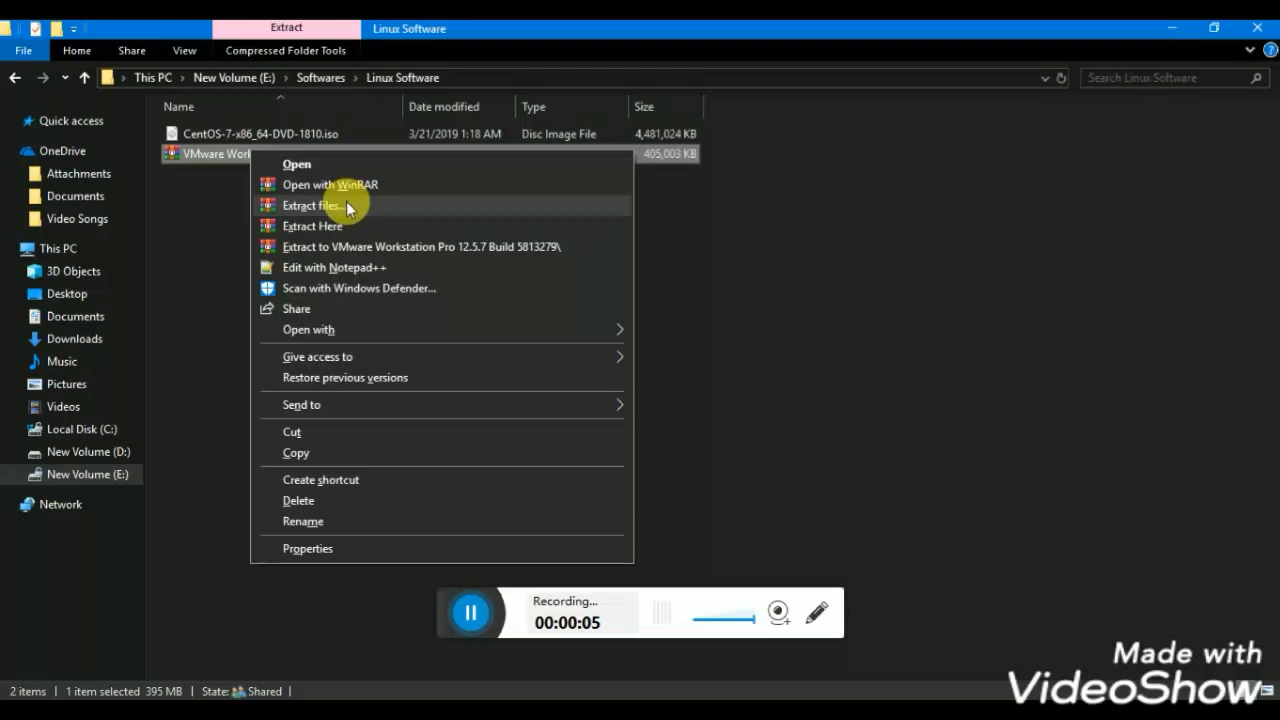 Extract
Linux Software
File Home Share View Compressed Folder Tools
This PC New Volume (E:) Softwares Linux Software
Search Linux Software
Name Date modified Type Size
CentOS-7-x86_64-DVD-1810.iso 3/21/2019 1:18 AM Disc Image File 4,481,024 KB
VMware Worl 405,003 KB
Quick access
OneDrive
Attachments
Documents
Video Songs
This PC
3D Objects
Desktop
Documents
Downloads
Music
Pictures
Videos
Local Disk (C:)
New Volume (D:)
New Volume (E:)
Network
Open
Open with WinRAR
Extract files...
Extract Here
Extract to VMware Workstation Pro 12.5.7 Build 5813279\
Edit with Notepad++
Scan with Windows Defender...
Share
Open with
Give access to
Restore previous versions
Send to
Cut
Copy
Create shortcut
Delete
Rename
Properties
Recording...
00:00:05
2 items 1 item selected 395 MB State: Shared
Made with
VideoShow